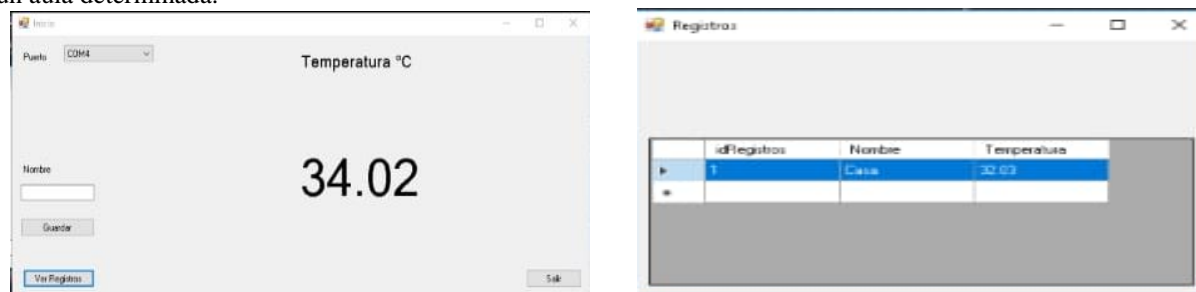 un aula determinada.
Inicio
Puerto COM4
Temperatura °C
34.02
Nombre
Guardar
Ver Registros
Salir
Registros
idRegistros Nombre Temperatura
1 Casa 32.03